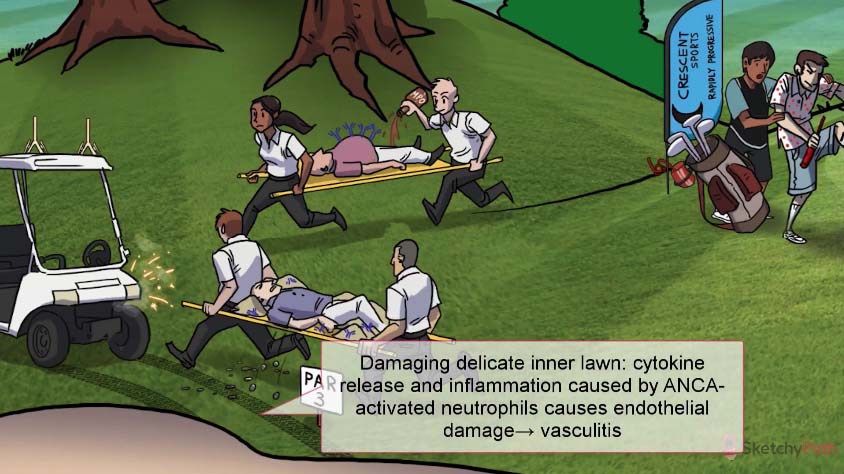 CRESCENT
SPORTS
RAPIDLY PROGRESSIVE
Damaging delicate inner lawn: cytokine
release and inflammation caused by ANCA-
activated neutrophils causes endothelial
damage→ vasculitis
PAR
3
SketchyPath